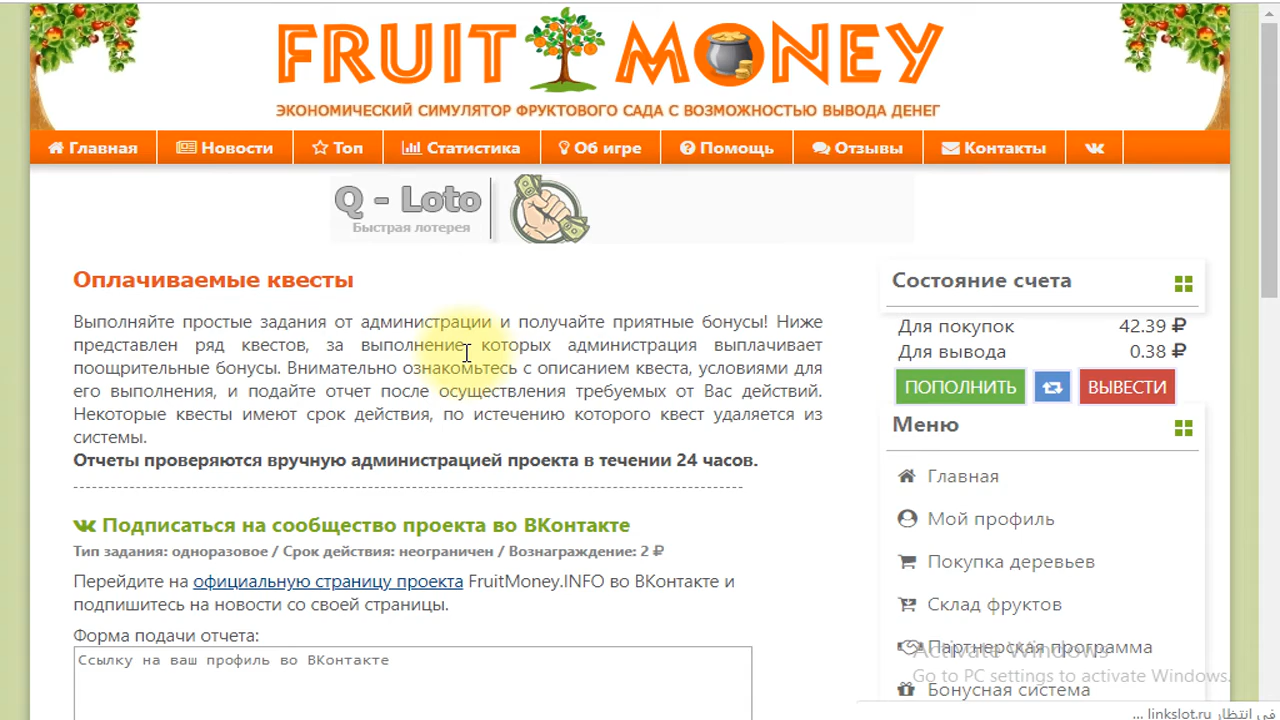 FRUIT MONEY
ЭКОНОМИЧЕСКИЙ СИМУЛЯТОР ФРУКТОВОГО САДА С ВОЗМОЖНОСТЬЮ ВЫВОДА ДЕНЕГ
Главная Новости Топ Статистика Об игре Помощь Отзывы Контакты
Q - Loto
Быстрая лотерея
Оплачиваемые квесты
Выполняйте простые задания от администрации и получайте приятные бонусы! Ниже
представлен ряд квестов, за выполнение которых администрация выплачивает
поощрительные бонусы. Внимательно ознакомьтесь с описанием квеста, условиями для
его выполнения, и подайте отчет после осуществления требуемых от Вас действий.
Некоторые квесты имеют срок действия, по истечению которого квест удаляется из
системы.
Отчеты проверяются вручную администрацией проекта в течении 24 часов.
Подписаться на сообщество проекта во ВКонтакте
Тип задания: одноразовое / Срок действия: неограничен / Вознаграждение: 2 ₽
Перейдите на официальную страницу проекта FruitMoney.INFO во ВКонтакте и
подпишитесь на новости со своей страницы.
Форма подачи отчета:
Ссылку на ваш профиль во ВКонтакте
Состояние счета
Для покупок 42.39 ₽
Для вывода 0.38 ₽
ПОПОЛНИТЬ ВЫВЕСТИ
Меню
Главная
Мой профиль
Покупка деревьев
Склад фруктов
Партнерская программа
Бонусная система
Activate Windows
Go to PC settings to activate Windows.
في انتظار linkslot.ru ...